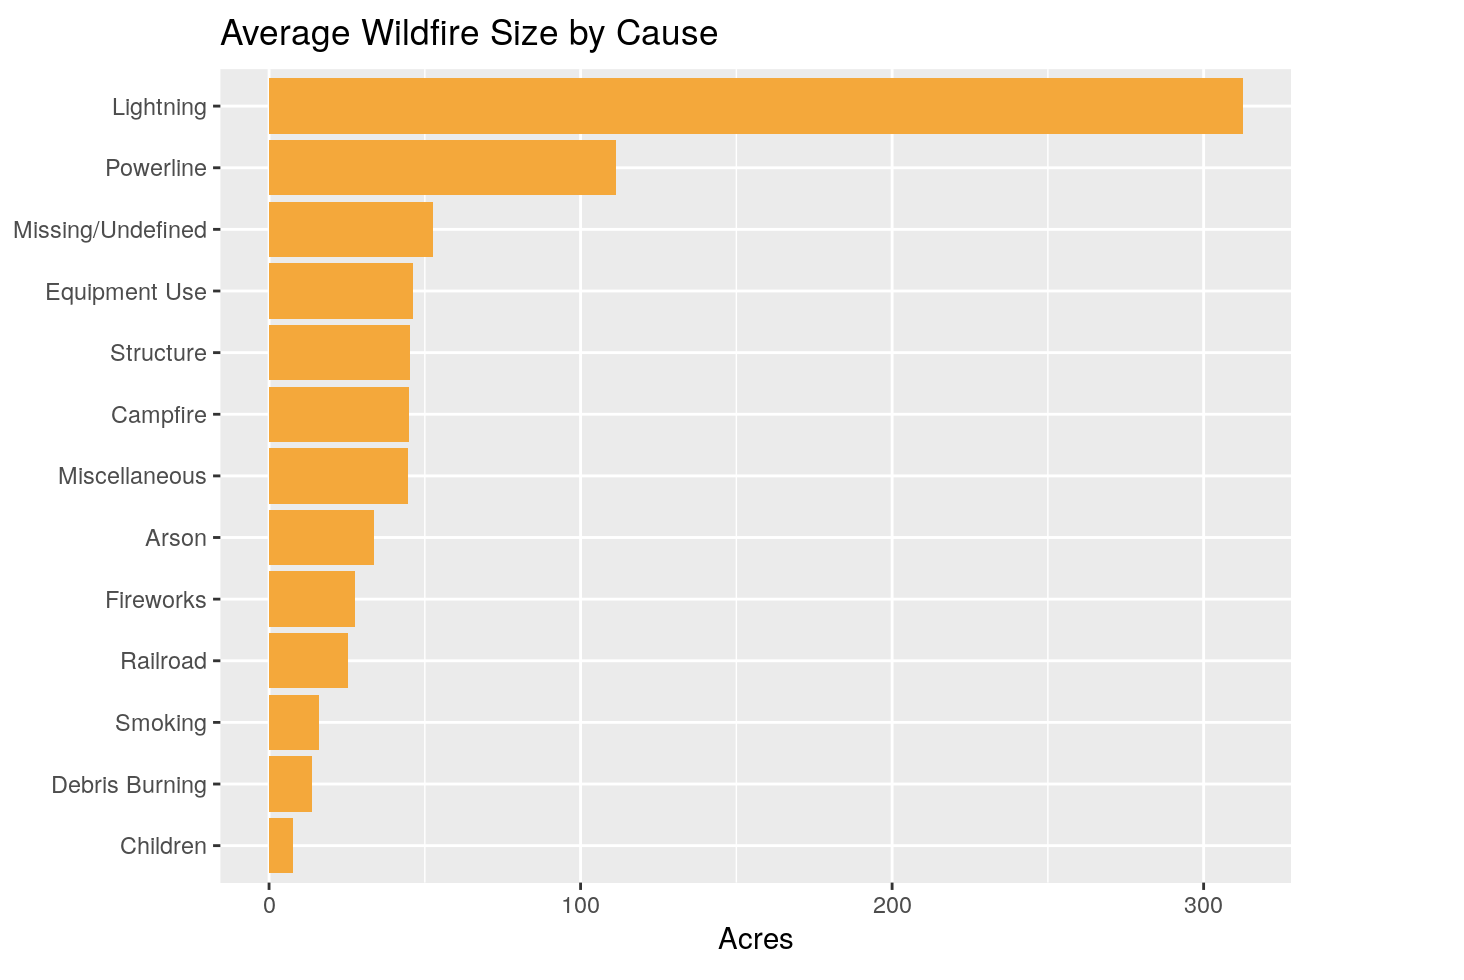 Average Wildfire Size by Cause
Lightning
Powerline
Missing/Undefined
Equipment Use
Structure
Campfire
Miscellaneous
Arson
Fireworks
Railroad
Smoking
Debris Burning
Children
0 100 200 300
Acres